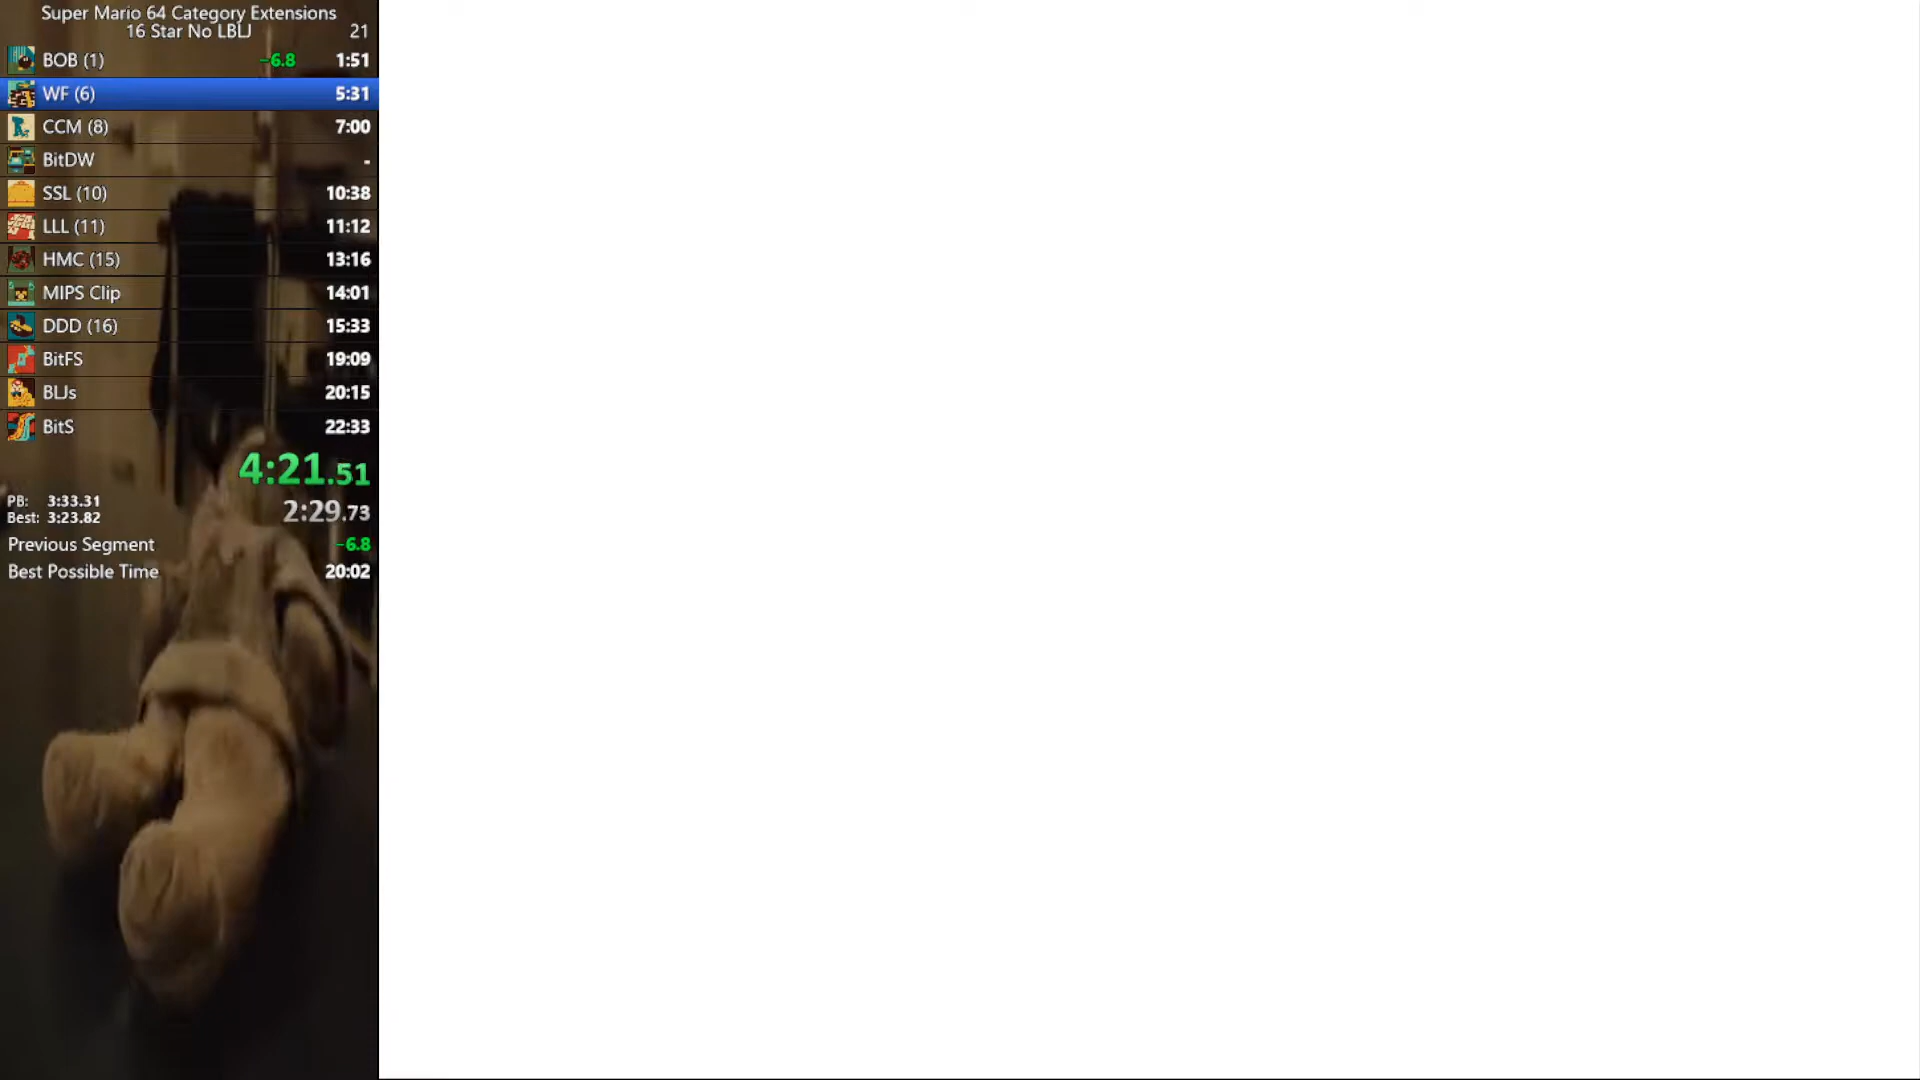 Super Mario 64 Category Extensions
16 Star No LBLJ 21
BOB (1) -6.8 1:51
WF (6) 5:31
CCM (8) 7:00
BitDW -
SSL (10) 10:38
LLL (11) 11:12
HMC (15) 13:16
MIPS Clip 14:01
DDD (16) 15:33
BitFS 19:09
BLJs 20:15
BitS 22:33
4:21.51
PB: 3:33.31
Best: 3:23.82
2:29.73
Previous Segment -6.8
Best Possible Time 20:02